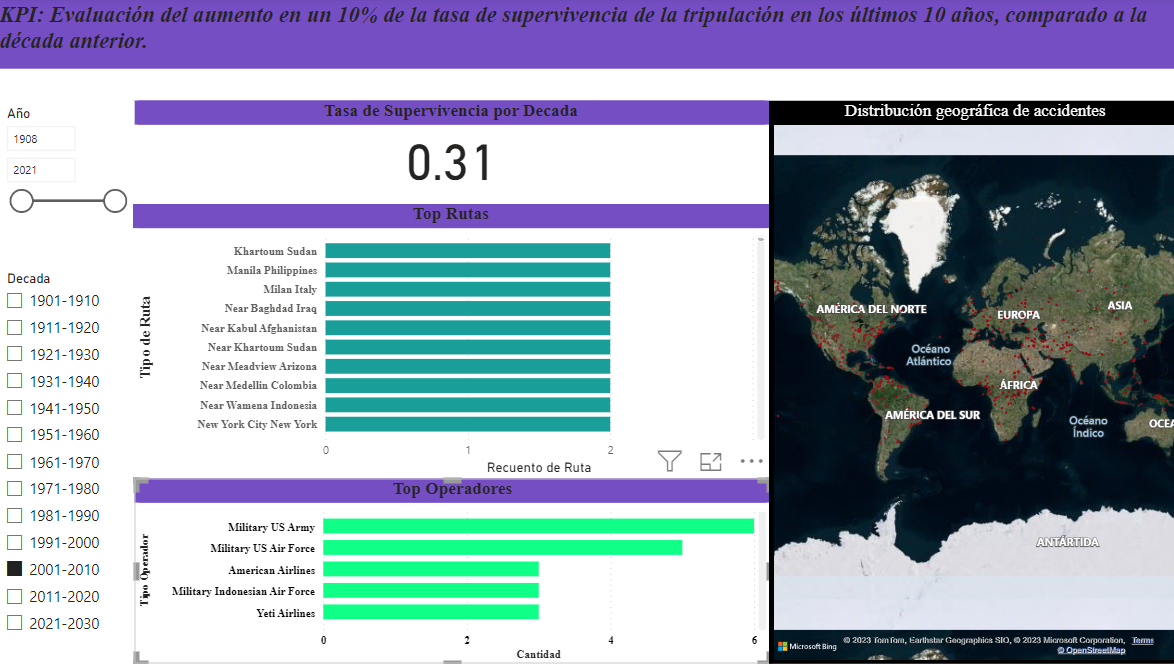 KPI: Evaluación del aumento en un 10% de la tasa de supervivencia de la tripulación en los últimos 10 años, comparado a la
década anterior.
Año
1908
2021
Decada
1901-1910
1911-1920
1921-1930
1931-1940
1941-1950
1951-1960
1961-1970
1971-1980
1981-1990
1991-2000
2001-2010
2011-2020
2021-2030
Tasa de Supervivencia por Decada
0.31
Top Rutas
Tipo de Ruta
Khartoum Sudan
Manila Philippines
Milan Italy
Near Baghdad Iraq
Near Kabul Afghanistan
Near Khartoum Sudan
Near Meadview Arizona
Near Medellin Colombia
Near Wamena Indonesia
New York City New York
0 1 2
Recuento de Ruta
Top Operadores
Tipo Operador
Military US Army
Military US Air Force
American Airlines
Military Indonesian Air Force
Yeti Airlines
0 2 4 6
Cantidad
Distribución geográfica de accidentes
AMÉRICA DEL NORTE
EUROPA
ASIA
Océano
Atlántico
ÁFRICA
AMÉRICA DEL SUR
Océano
Índico
OCEA
ANTÁRTIDA
Microsoft Bing
© 2023 TomTom, Earthstar Geographics SIO, © 2023 Microsoft Corporation, Terms
© OpenStreetMap